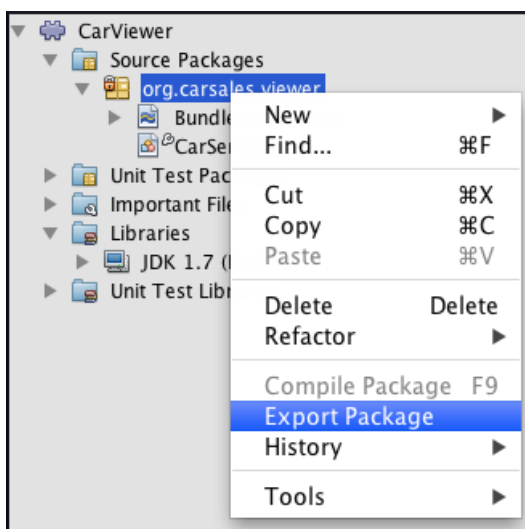 CarViewer
Source Packages
org.carsales.viewer
Bundle
New
CarSer
Find... ⌘F
Unit Test Pac
Important File
Cut ⌘X
Libraries
Copy ⌘C
JDK 1.7 (
Paste ⌘V
Unit Test Libr
Delete Delete
Refactor
Compile Package F9
Export Package
History
Tools